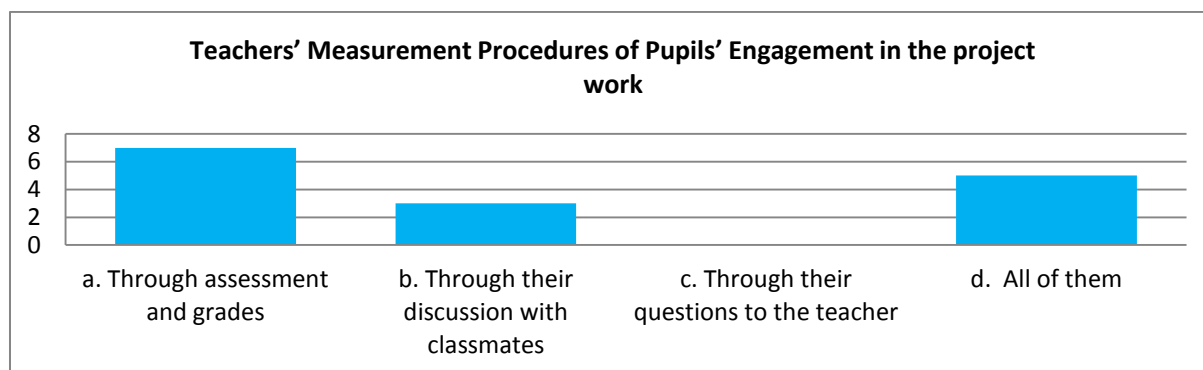 Teachers’ Measurement Procedures of Pupils’ Engagement in the project
work
8
6
4
2
0
a. Through assessment
and grades
b. Through their
discussion with
classmates
c. Through their
questions to the teacher
d. All of them